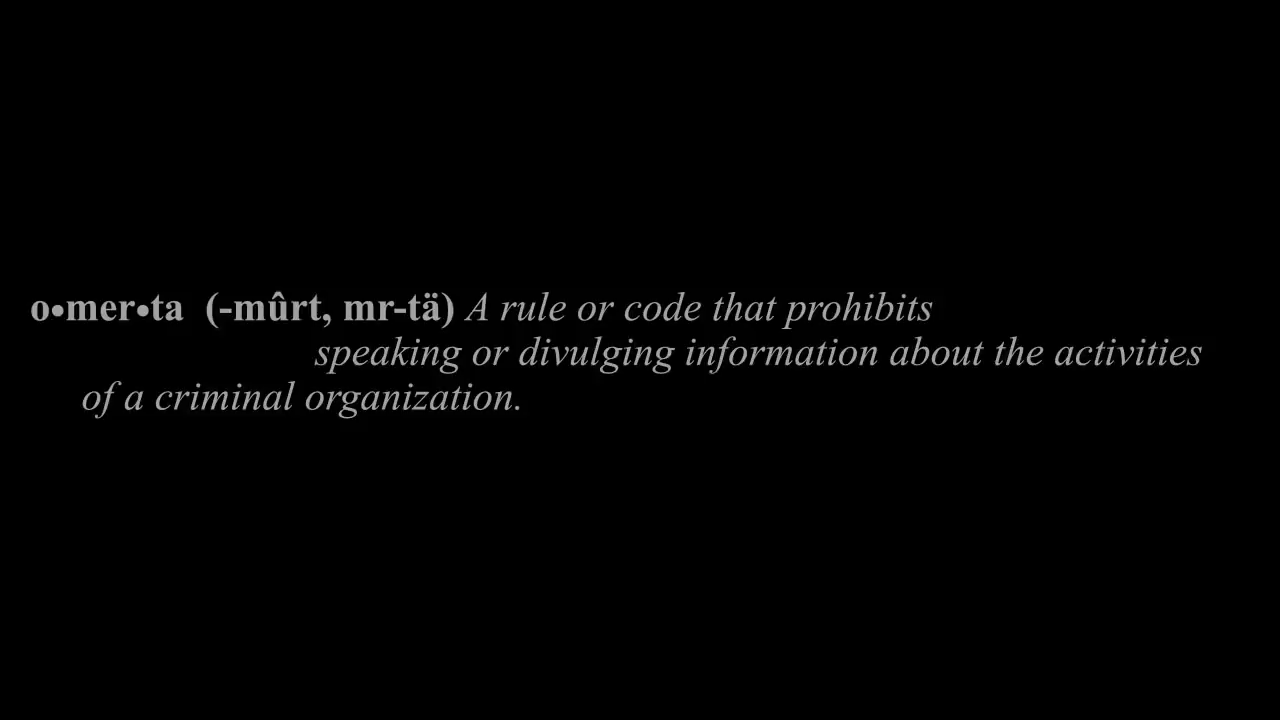 o•mer•ta (-mûrt, mr-tä) A rule or code that prohibits
speaking or divulging information about the activities
of a criminal organization.